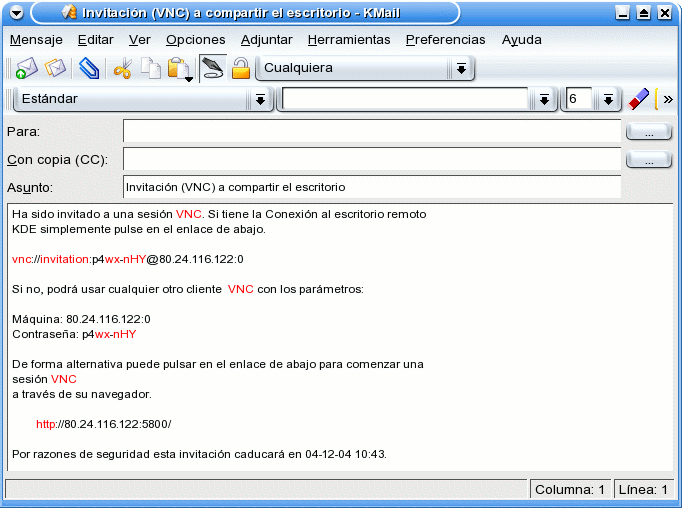 Invitación (VNC) a compartir el escritorio - KMail
Mensaje Editar Ver Opciones Adjuntar Herramientas Preferencias Ayuda
Cualquiera
Estándar 6 »
Para: ...
Con copia (CC): ...
Asunto: Invitación (VNC) a compartir el escritorio
Ha sido invitado a una sesión VNC. Si tiene la Conexión al escritorio remoto
KDE simplemente pulse en el enlace de abajo.
vnc://invitation:p4wx-nHY@80.24.116.122:0
Si no, podrá usar cualquier otro cliente  VNC con los parámetros:
Máquina: 80.24.116.122:0
Contraseña: p4wx-nHY
De forma alternativa puede pulsar en el enlace de abajo para comenzar una
sesión VNC
a través de su navegador.
http://80.24.116.122:5800/
Por razones de seguridad esta invitación caducará en 04-12-04 10:43.
Columna: 1 Línea: 1